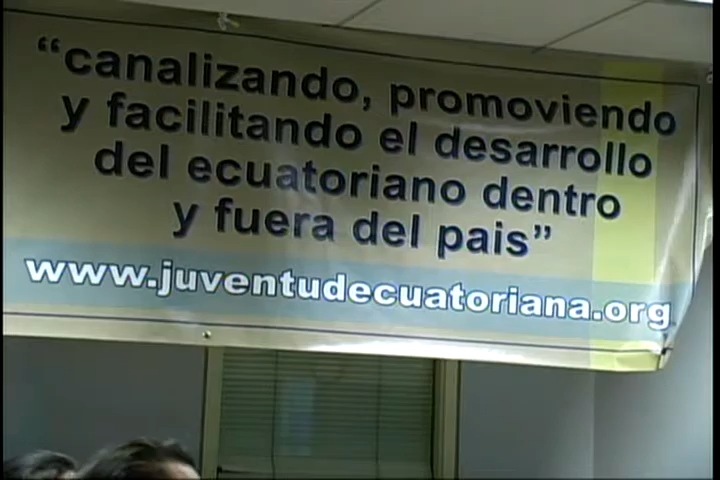 “canalizando, promoviendo
y facilitando el desarrollo
del ecuatoriano dentro
y fuera del pais”
www.juventudecuatoriana.org